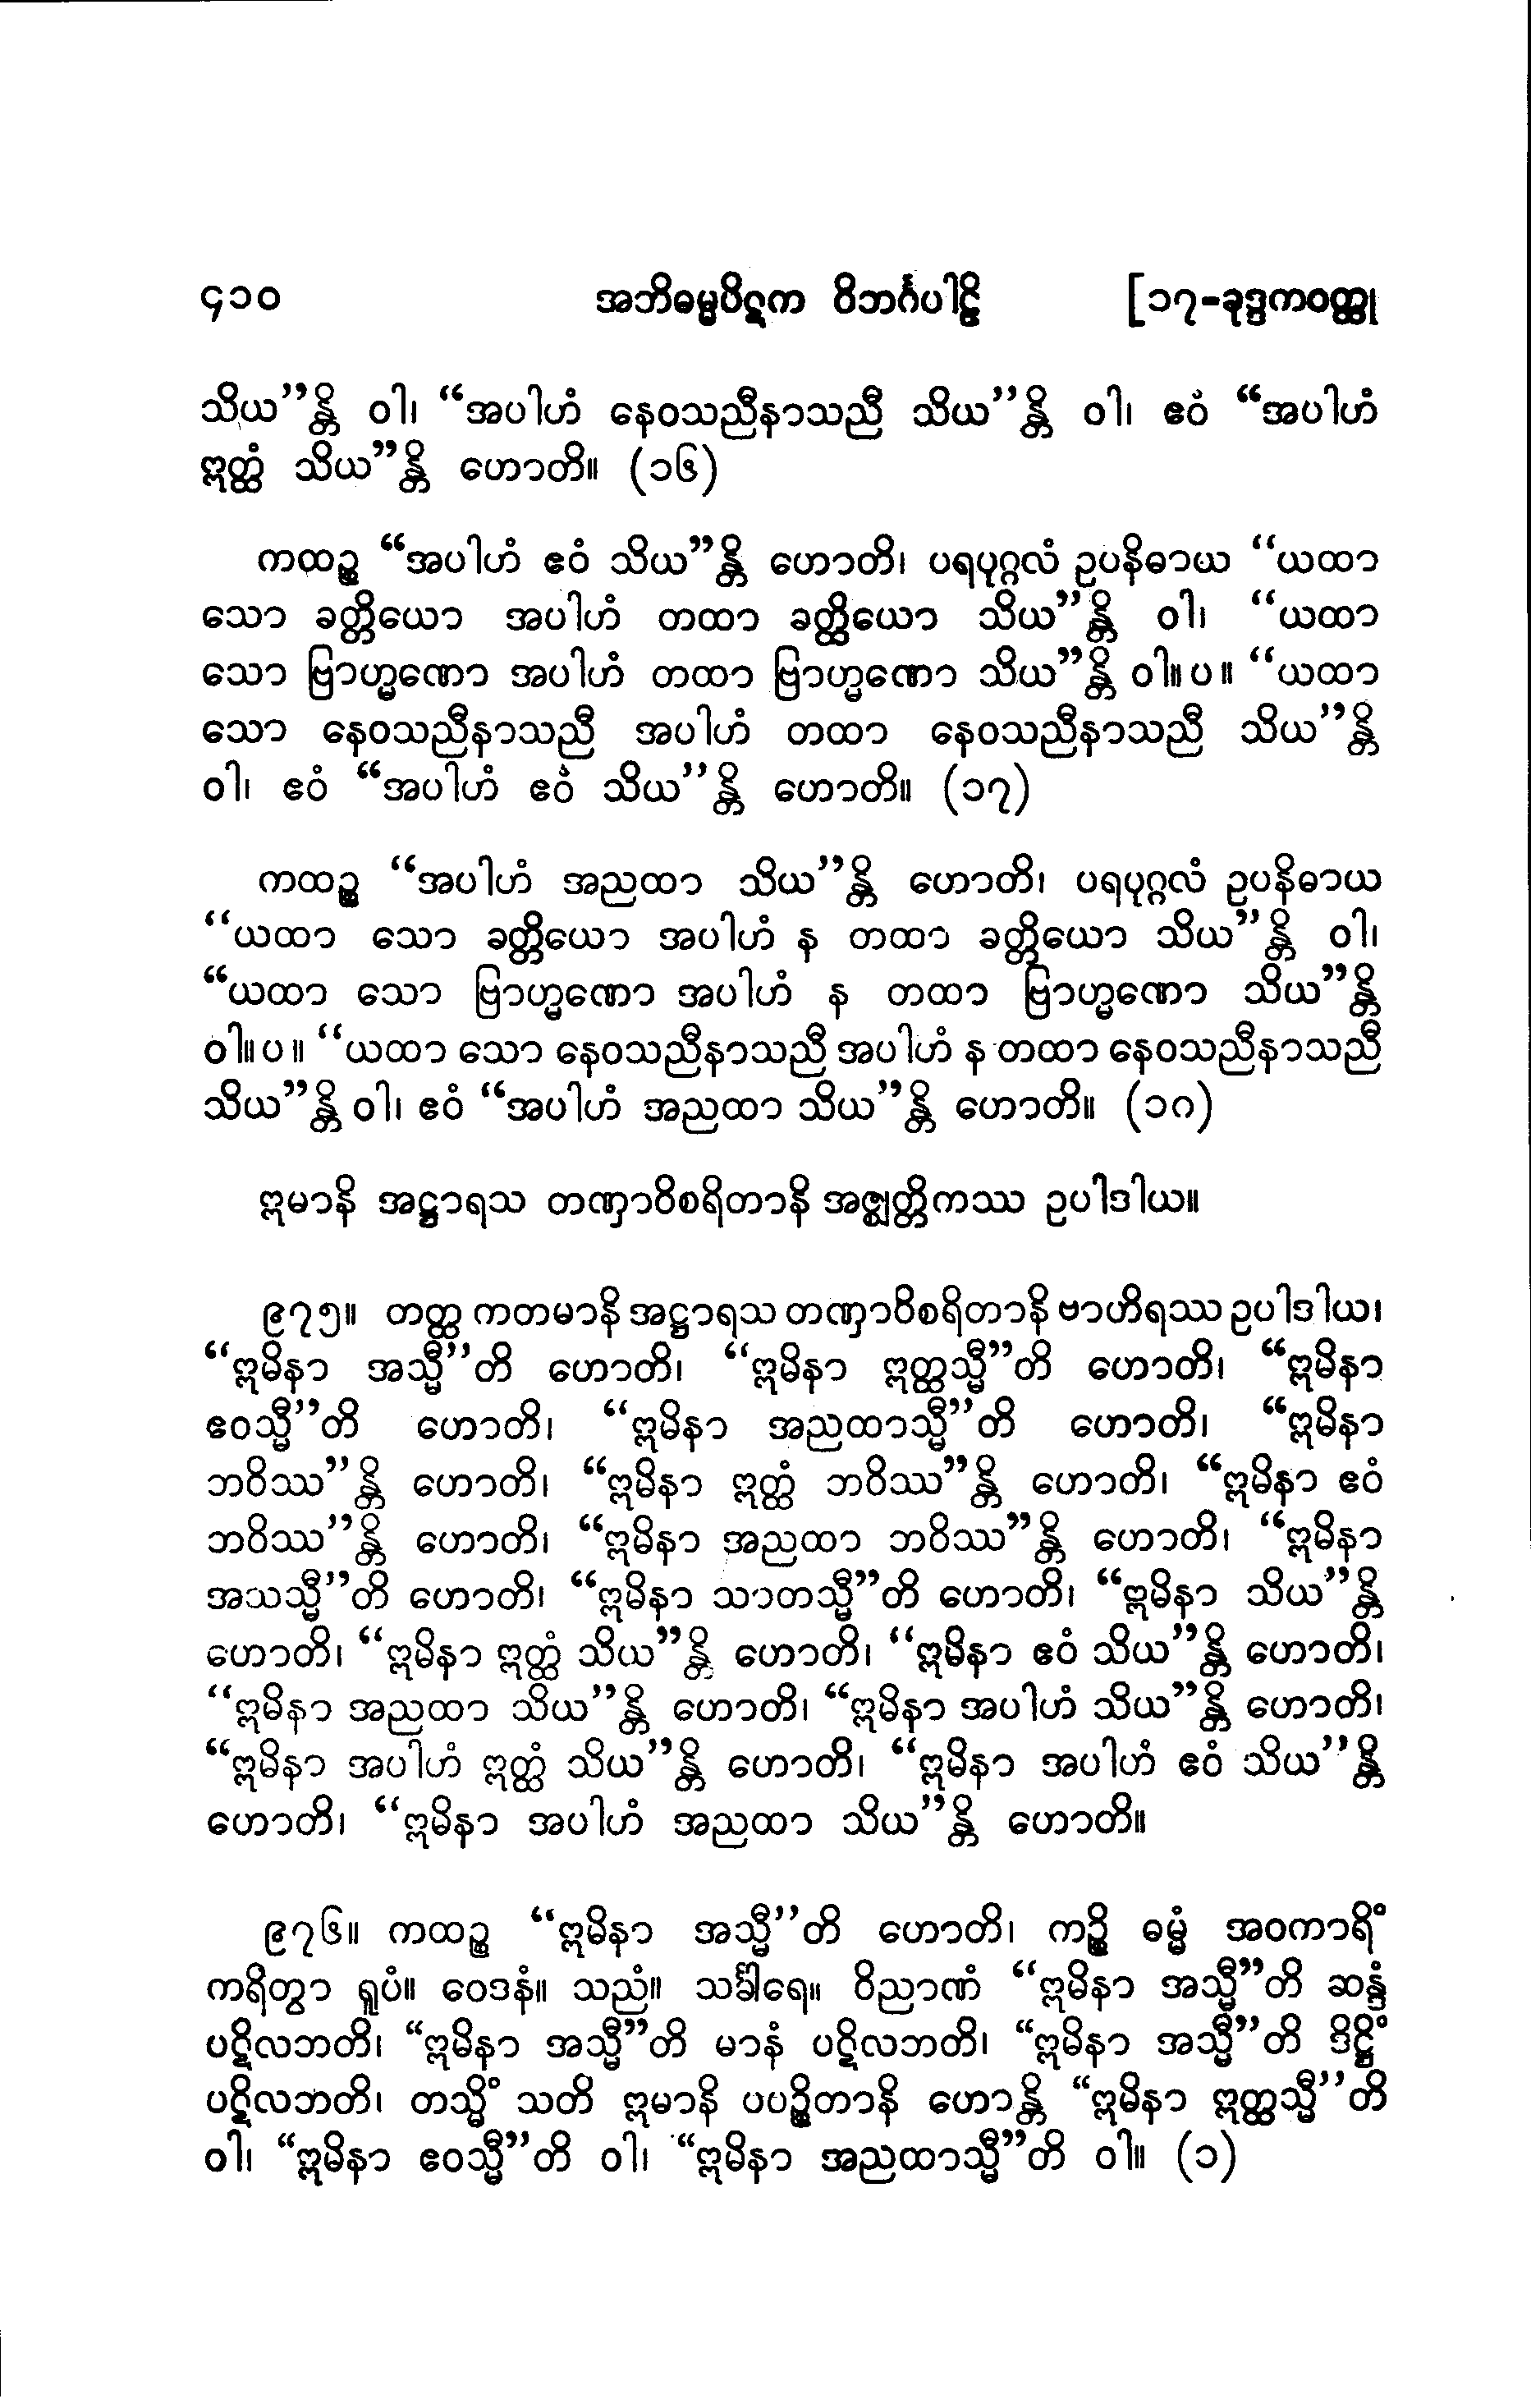 ၄၁၀ အဘိဓမ္မပိဋက ဝိဘင်္ဂပါဠိ [၁၇-ခုဒ္ဒကဝတ္ထု
သိယ”န္တိ ဝါ၊ “အပါဟံ နေဝသညီနာသညီ သိယ”န္တိ ဝါ၊ ဧဝံ “အပါဟံ
ဣတ္ထံ သိယ”န္တိ ဟောတိ။ (၁၆)
ကထဉ္စ “အပါဟံ ဧဝံ သိယ”န္တိ ဟောတိ၊ ပရပုဂ္ဂလံ ဥပနိဓာယ “ယထာ
သော ခတ္တိယော အပါဟံ တထာ ခတ္တိယော သိယ”န္တိ ဝါ၊ “ယထာ
သော ဗြာဟ္မဏော အပါဟံ တထာ ဗြာဟ္မဏော သိယ”န္တိ ဝါ။ပ။ “ယထာ
သော နေဝသညီနာသညီ အပါဟံ တထာ နေဝသညီနာသညီ သိယ”န္တိ
ဝါ၊ ဧဝံ “အပါဟံ ဧဝံ သိယ”န္တိ ဟောတိ။ (၁၇)
ကထဉ္စ “အပါဟံ အညထာ သိယ”န္တိ ဟောတိ၊ ပရပုဂ္ဂလံ ဥပနိဓာယ
“ယထာ သော ခတ္တိယော အပါဟံ န တထာ ခတ္တိယော သိယ”န္တိ ဝါ၊
“ယထာ သော ဗြာဟ္မဏော အပါဟံ န တထာ ဗြာဟ္မဏော သိယ”န္တိ
ဝါ။ပ။ “ယထာ သော နေဝသညီနာသညီ အပါဟံ န တထာ နေဝသညီနာသညီ
သိယ”န္တိ ဝါ၊ ဧဝံ “အပါဟံ အညထာ သိယ”န္တိ ဟောတိ။ (၁၈)
ဣမာနိ အဋ္ဌာရသ တဏှာဝိစရိတာနိ အဇ္ဈတ္တိကဿ ဥပါဒါယ။
၉၇၅။ တတ္ထ ကတမာနိ အဋ္ဌာရသ တဏှာဝိစရိတာနိ ဗာဟိရဿ ဥပါဒါယ၊
“ဣမိနာ အသ္မီ”တိ ဟောတိ၊ “ဣမိနာ ဣတ္ထသ္မီ”တိ ဟောတိ၊ “ဣမိနာ
ဧဝသ္မီ”တိ ဟောတိ၊ “ဣမိနာ အညထာသ္မီ”တိ ဟောတိ၊ “ဣမိနာ
ဘဝိဿ”န္တိ ဟောတိ၊ “ဣမိနာ ဣတ္ထံ ဘဝိဿ”န္တိ ဟောတိ၊ “ဣမိနာ ဧဝံ
ဘဝိဿ”န္တိ ဟောတိ၊ “ဣမိနာ အညထာ ဘဝိဿ”န္တိ ဟောတိ၊ “ဣမိနာ
အသသ္မီ”တိ ဟောတိ၊ “ဣမိနာ သာတသ္မီ”တိ ဟောတိ၊ “ဣမိနာ သိယ”န္တိ
ဟောတိ၊ “ဣမိနာ ဣတ္ထံ သိယ”န္တိ ဟောတိ၊ “ဣမိနာ ဧဝံ သိယ”န္တိ ဟောတိ၊
“ဣမိနာ အညထာ သိယ”န္တိ ဟောတိ၊ “ဣမိနာ အပါဟံ သိယ”န္တိ ဟောတိ၊
“ဣမိနာ အပါဟံ ဣတ္ထံ သိယ”န္တိ ဟောတိ၊ “ဣမိနာ အပါဟံ ဧဝံ သိယ”န္တိ
ဟောတိ၊ “ဣမိနာ အပါဟံ အညထာ သိယ”န္တိ ဟောတိ။
၉၇၆။ ကထဉ္စ “ဣမိနာ အသ္မီ”တိ ဟောတိ၊ ကဉ္စိ ဓမ္မံ အဝကာရိံ
ကရိတွာ ရူပံ။ ဝေဒနံ။ သညံ။ သင်္ခါရေ။ ဝိညာဏံ “ဣမိနာ အသ္မီ”တိ ဆန္ဒံ
ပဋိလဘတိ၊ “ဣမိနာ အသ္မီ”တိ မာနံ ပဋိလဘတိ၊ “ဣမိနာ အသ္မီ”တိ ဒိဋ္ဌိံ
ပဋိလဘတိ၊ တသ္မိံ သတိ ဣမာနိ ပပဉ္စိတာနိ ဟောန္တိ “ဣမိနာ ဣတ္ထသ္မီ”တိ
ဝါ၊ “ဣမိနာ ဧဝသ္မီ”တိ ဝါ၊ “ဣမိနာ အညထာသ္မီ”တိ ဝါ။ (၁)